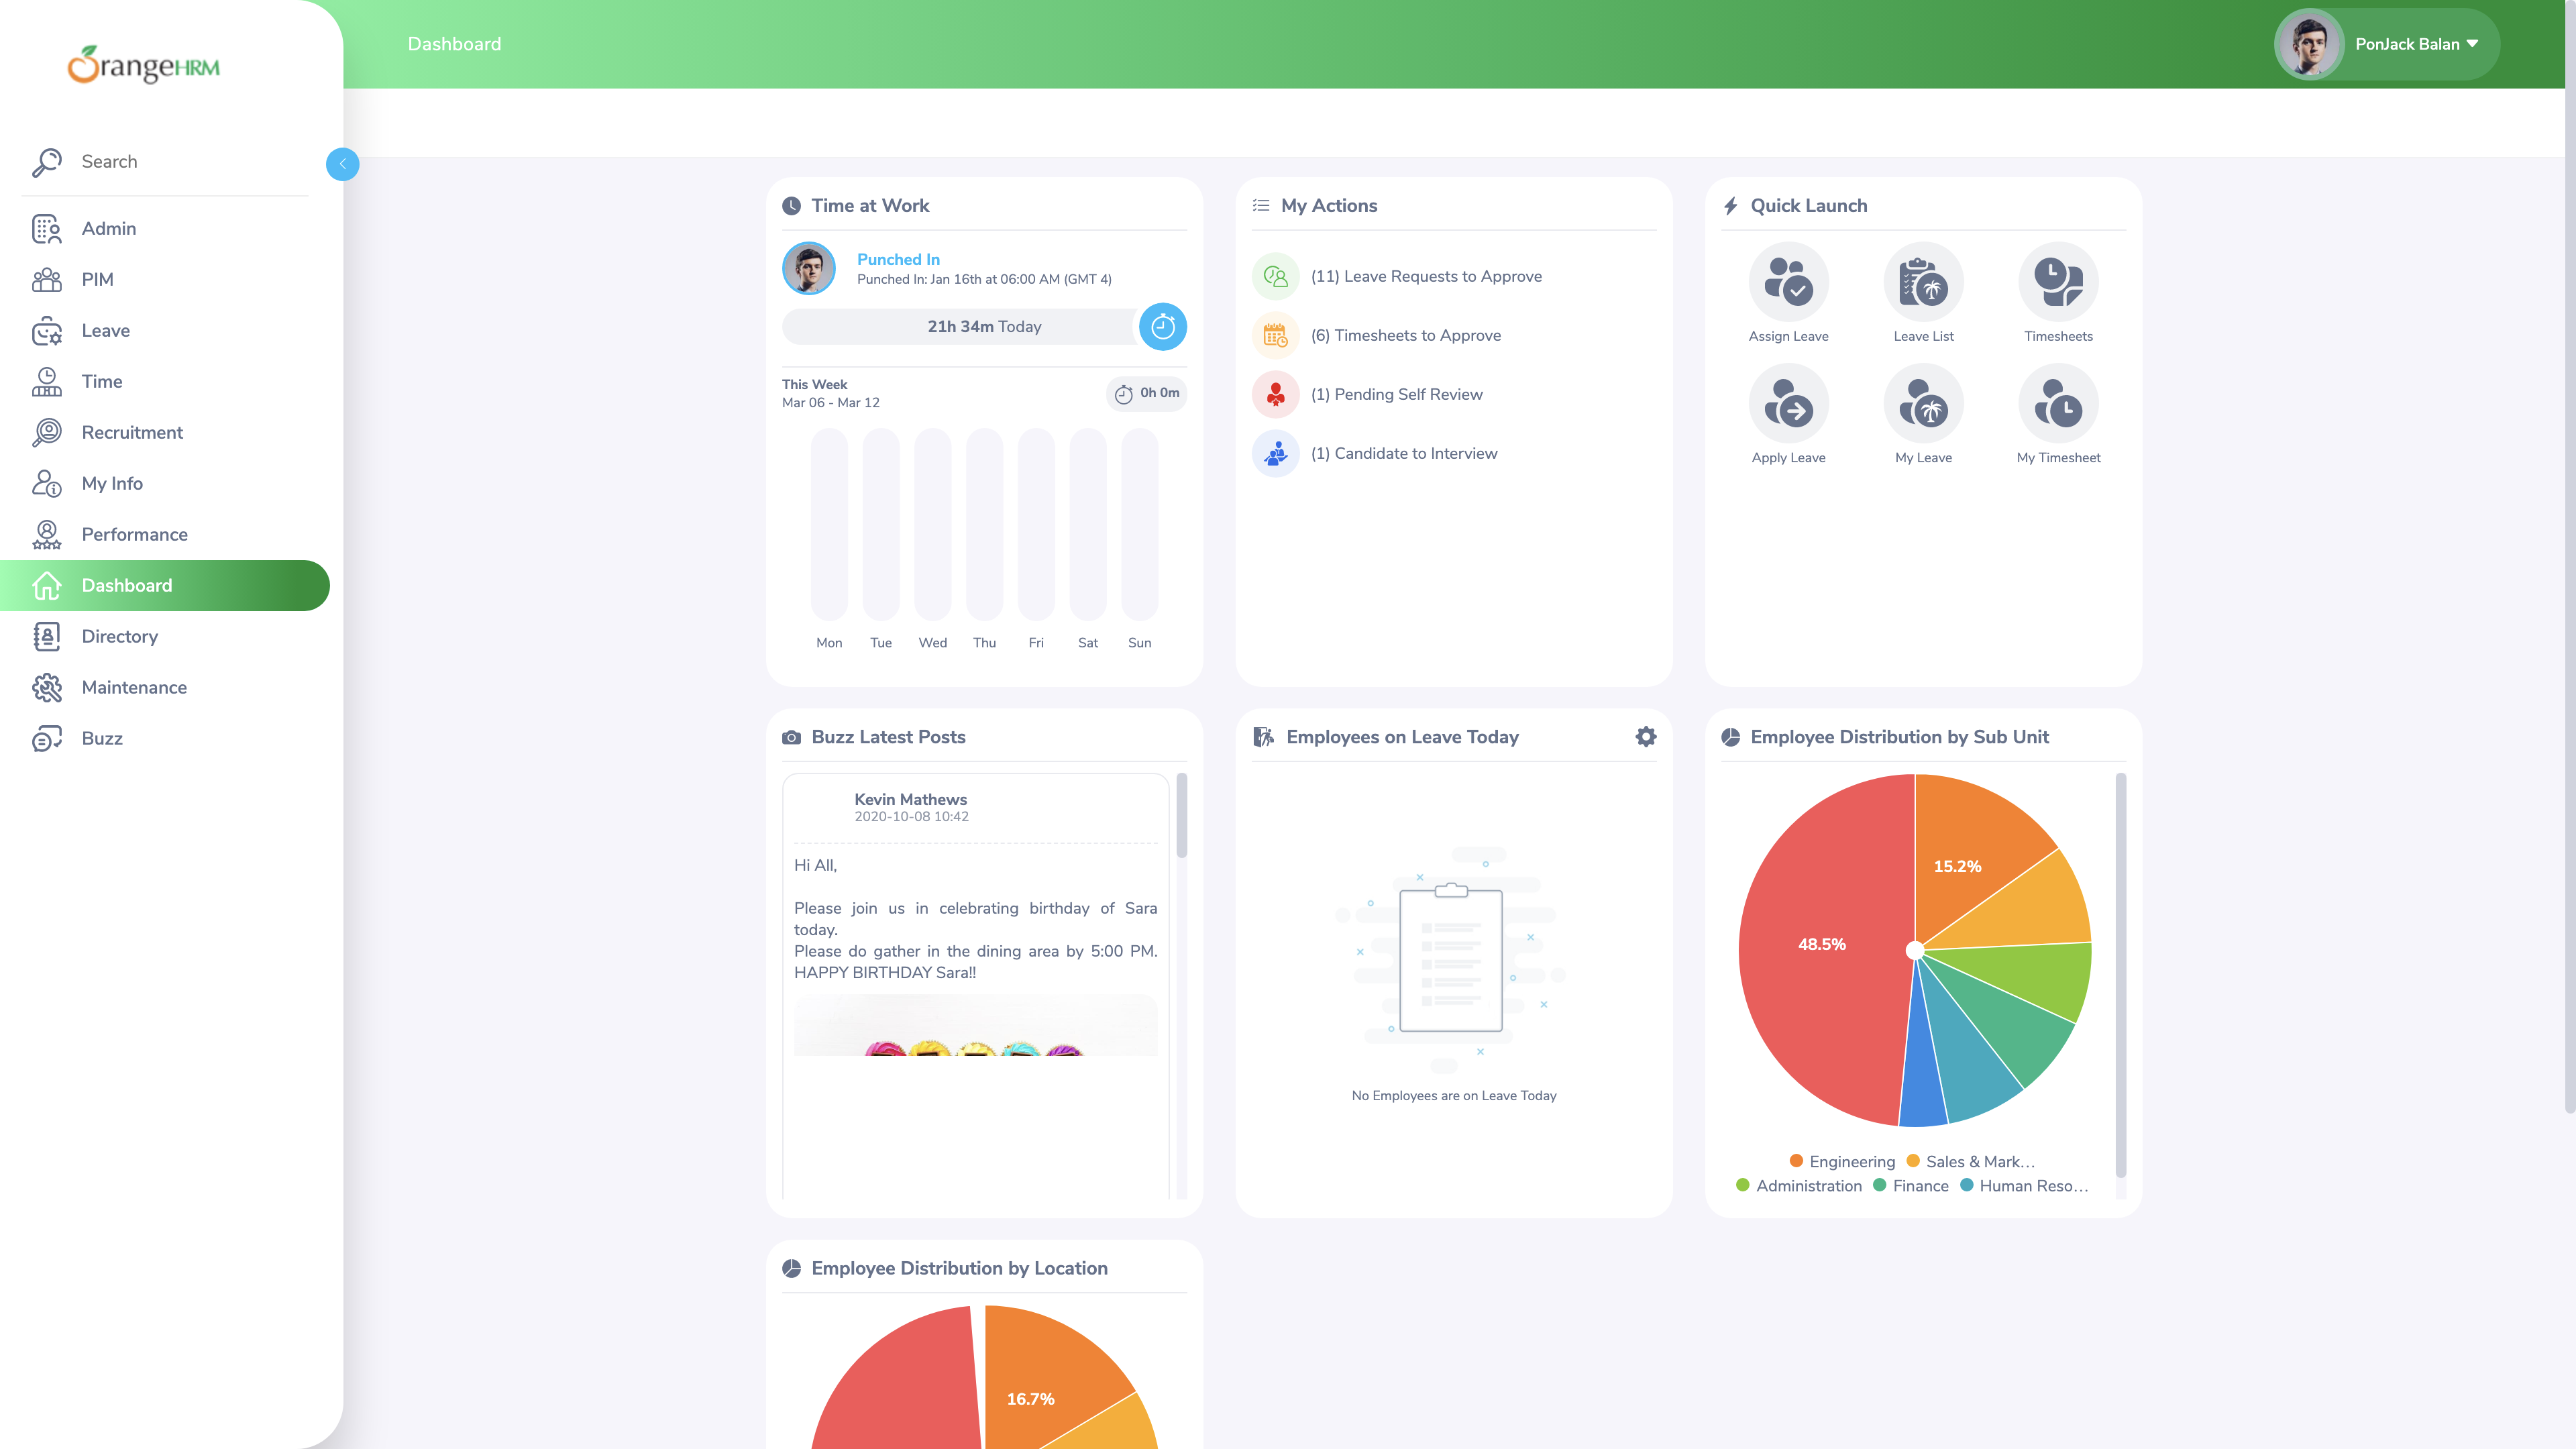 OrangeHRM
Dashboard
PonJack Balan
Search
Admin
PIM
Leave
Time
Recruitment
My Info
Performance
Dashboard
Directory
Maintenance
Buzz
Time at Work
Punched In
Punched In: Jan 16th at 06:00 AM (GMT 4)
21h 34m Today
This Week
Mar 06 - Mar 12
0h 0m
Mon Tue Wed Thu Fri Sat Sun
My Actions
(11) Leave Requests to Approve
(6) Timesheets to Approve
(1) Pending Self Review
(1) Candidate to Interview
Quick Launch
Assign Leave Leave List Timesheets
Apply Leave My Leave My Timesheet
Buzz Latest Posts
Kevin Mathews
2020-10-08 10:42
Hi All,
Please join us in celebrating birthday of Sara
today.
Please do gather in the dining area by 5:00 PM.
HAPPY BIRTHDAY Sara!!
Employees on Leave Today
No Employees are on Leave Today
Employee Distribution by Sub Unit
15.2%
48.5%
Engineering Sales & Mark...
Administration Finance Human Reso...
Employee Distribution by Location
16.7%